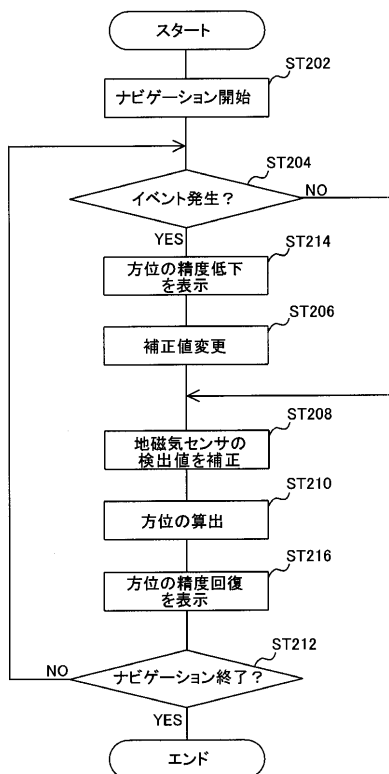 スタート
ST202
ナビゲーション開始
ST204
イベント発生？
NO
YES
ST214
方位の精度低下
を表示
ST206
補正値変更
ST208
地磁気センサの
検出値を補正
ST210
方位の算出
ST216
方位の精度回復
を表示
ST212
ナビゲーション終了？
NO
YES
エンド